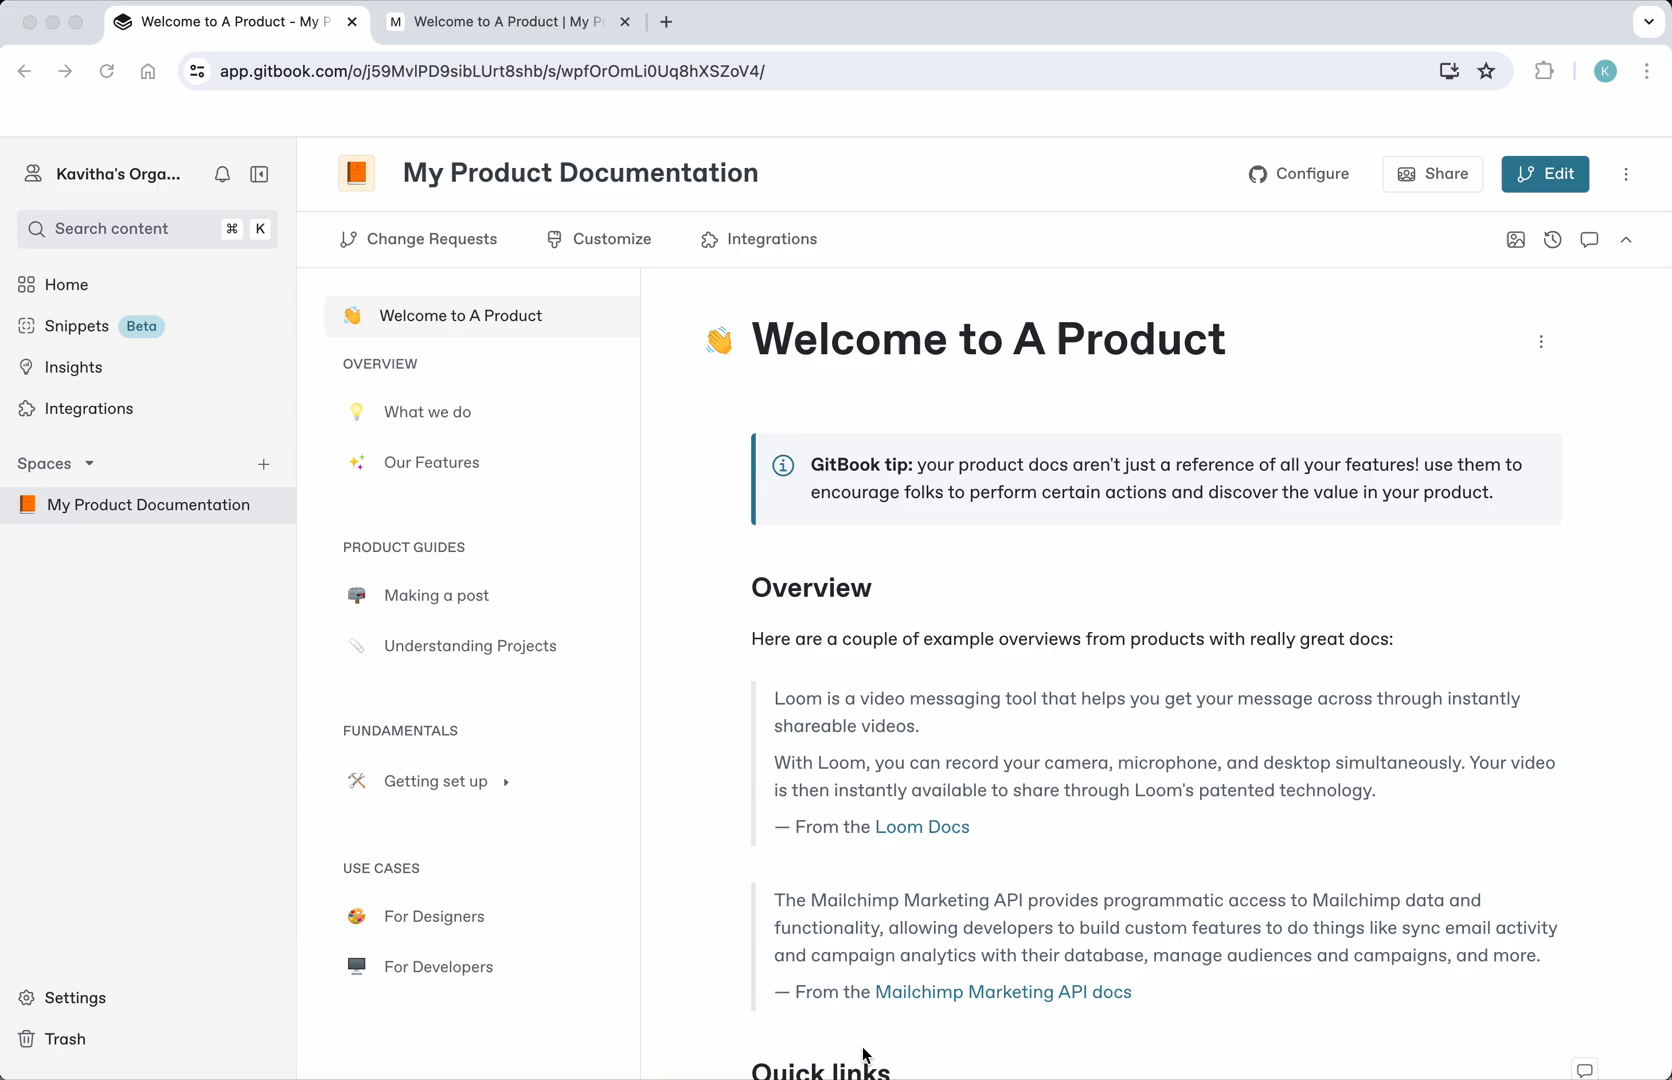 Welcome to A Product - My P
Welcome to A Product | My Pr
app.gitbook.com/o/j59MvlPD9sibLUrt8shb/s/wpfOrOmLi0Uq8hXSZoV4/
K
Kavitha's Orga...
My Product Documentation
Configure
Share
Edit
Search content
⌘ K
Change Requests
Customize
Integrations
Home
Snippets Beta
Insights
Integrations
Spaces
My Product Documentation
Settings
Trash
Welcome to A Product
OVERVIEW
What we do
Our Features
PRODUCT GUIDES
Making a post
Understanding Projects
FUNDAMENTALS
Getting set up
USE CASES
For Designers
For Developers
Welcome to A Product
GitBook tip: your product docs aren't just a reference of all your features! use them to
encourage folks to perform certain actions and discover the value in your product.
Overview
Here are a couple of example overviews from products with really great docs:
Loom is a video messaging tool that helps you get your message across through instantly
shareable videos.
With Loom, you can record your camera, microphone, and desktop simultaneously. Your video
is then instantly available to share through Loom's patented technology.
— From the Loom Docs
The Mailchimp Marketing API provides programmatic access to Mailchimp data and
functionality, allowing developers to build custom features to do things like sync email activity
and campaign analytics with their database, manage audiences and campaigns, and more.
— From the Mailchimp Marketing API docs
Quick links